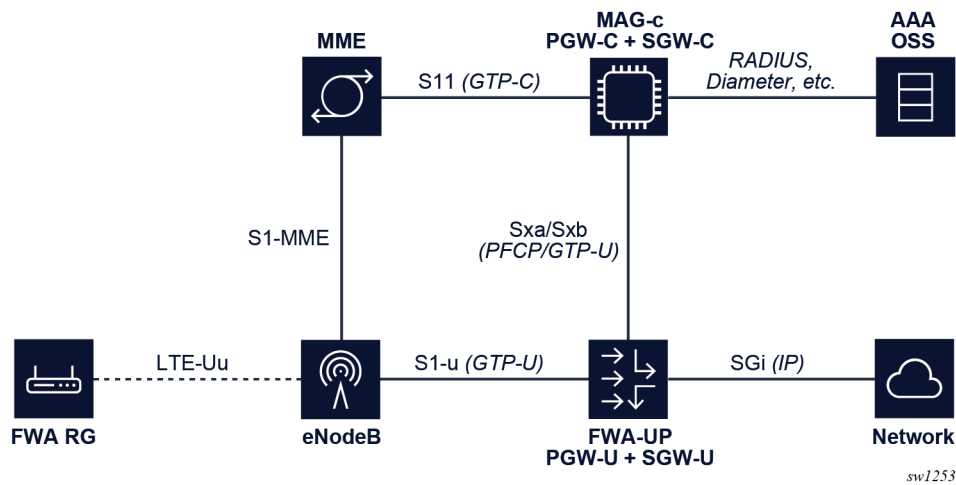 MME
MAG-c
PGW-C + SGW-C
AAA
OSS
S11 (GTP-C)
RADIUS,
Diameter, etc.
S1-MME
Sxa/Sxb
(PFCP/GTP-U)
LTE-Uu
S1-u (GTP-U)
SGi (IP)
FWA RG
eNodeB
FWA-UP
PGW-U + SGW-U
Network
sw1253